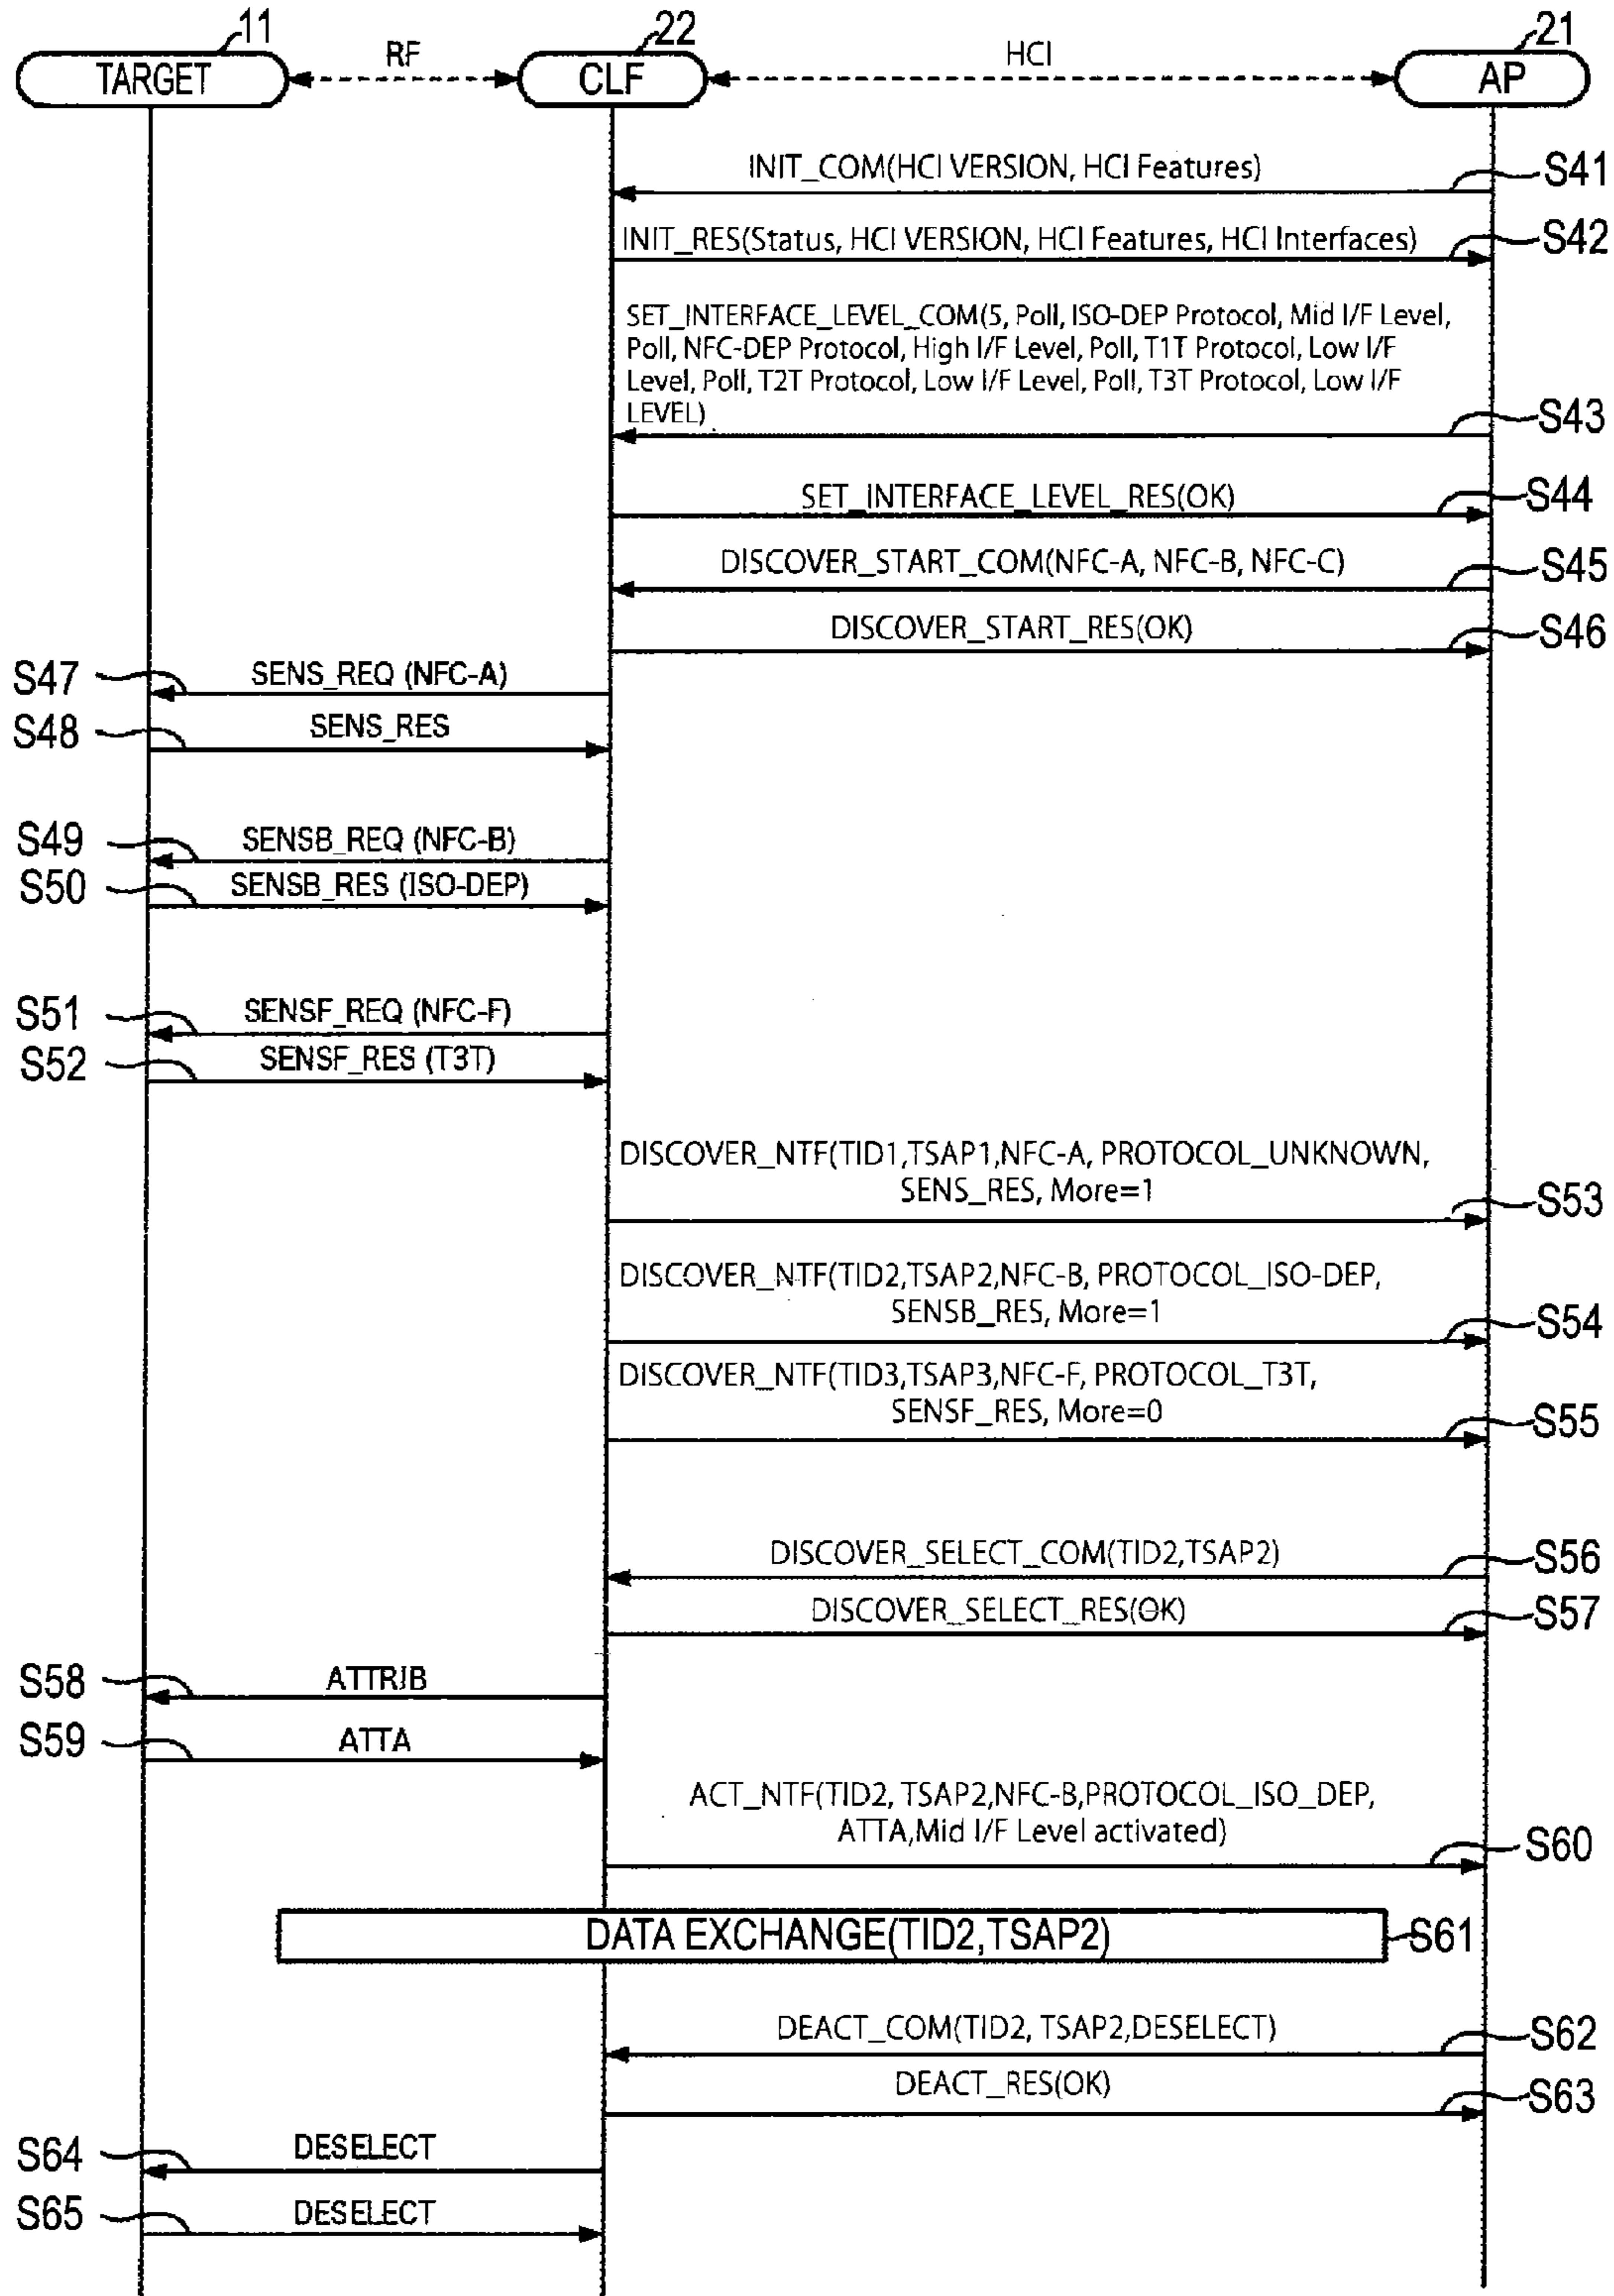 11
22
21
TARGET
RF
CLF
HCI
AP
INIT_COM(HCI VERSION, HCI Features)
S41
INIT_RES(Status, HCI VERSION, HCI Features, HCI Interfaces)
S42
SET_INTERFACE_LEVEL_COM(5, Poll, ISO-DEP Protocol, Mid I/F Level,
Poll, NFC-DEP Protocol, High I/F Level, Poll, T1T Protocol, Low I/F
Level, Poll, T2T Protocol, Low I/F Level, Poll, T3T Protocol, Low I/F
LEVEL)
S43
SET_INTERFACE_LEVEL_RES(OK)
S44
DISCOVER_START_COM(NFC-A, NFC-B, NFC-C)
S45
DISCOVER_START_RES(OK)
S46
S47
SENS_REQ (NFC-A)
S48
SENS_RES
S49
SENSB_REQ (NFC-B)
S50
SENSB_RES (ISO-DEP)
S51
SENSF_REQ (NFC-F)
S52
SENSF_RES (T3T)
DISCOVER_NTF(TID1,TSAP1,NFC-A, PROTOCOL_UNKNOWN,
SENS_RES, More=1
S53
DISCOVER_NTF(TID2,TSAP2,NFC-B, PROTOCOL_ISO-DEP,
SENSB_RES, More=1
S54
DISCOVER_NTF(TID3,TSAP3,NFC-F, PROTOCOL_T3T,
SENSF_RES, More=0
S55
DISCOVER_SELECT_COM(TID2,TSAP2)
S56
DISCOVER_SELECT_RES(OK)
S57
S58
ATTRIB
S59
ATTA
ACT_NTF(TID2, TSAP2,NFC-B,PROTOCOL_ISO_DEP,
ATTA,Mid I/F Level activated)
S60
DATA EXCHANGE(TID2,TSAP2)
S61
DEACT_COM(TID2, TSAP2,DESELECT)
S62
DEACT_RES(OK)
S63
S64
DESELECT
S65
DESELECT